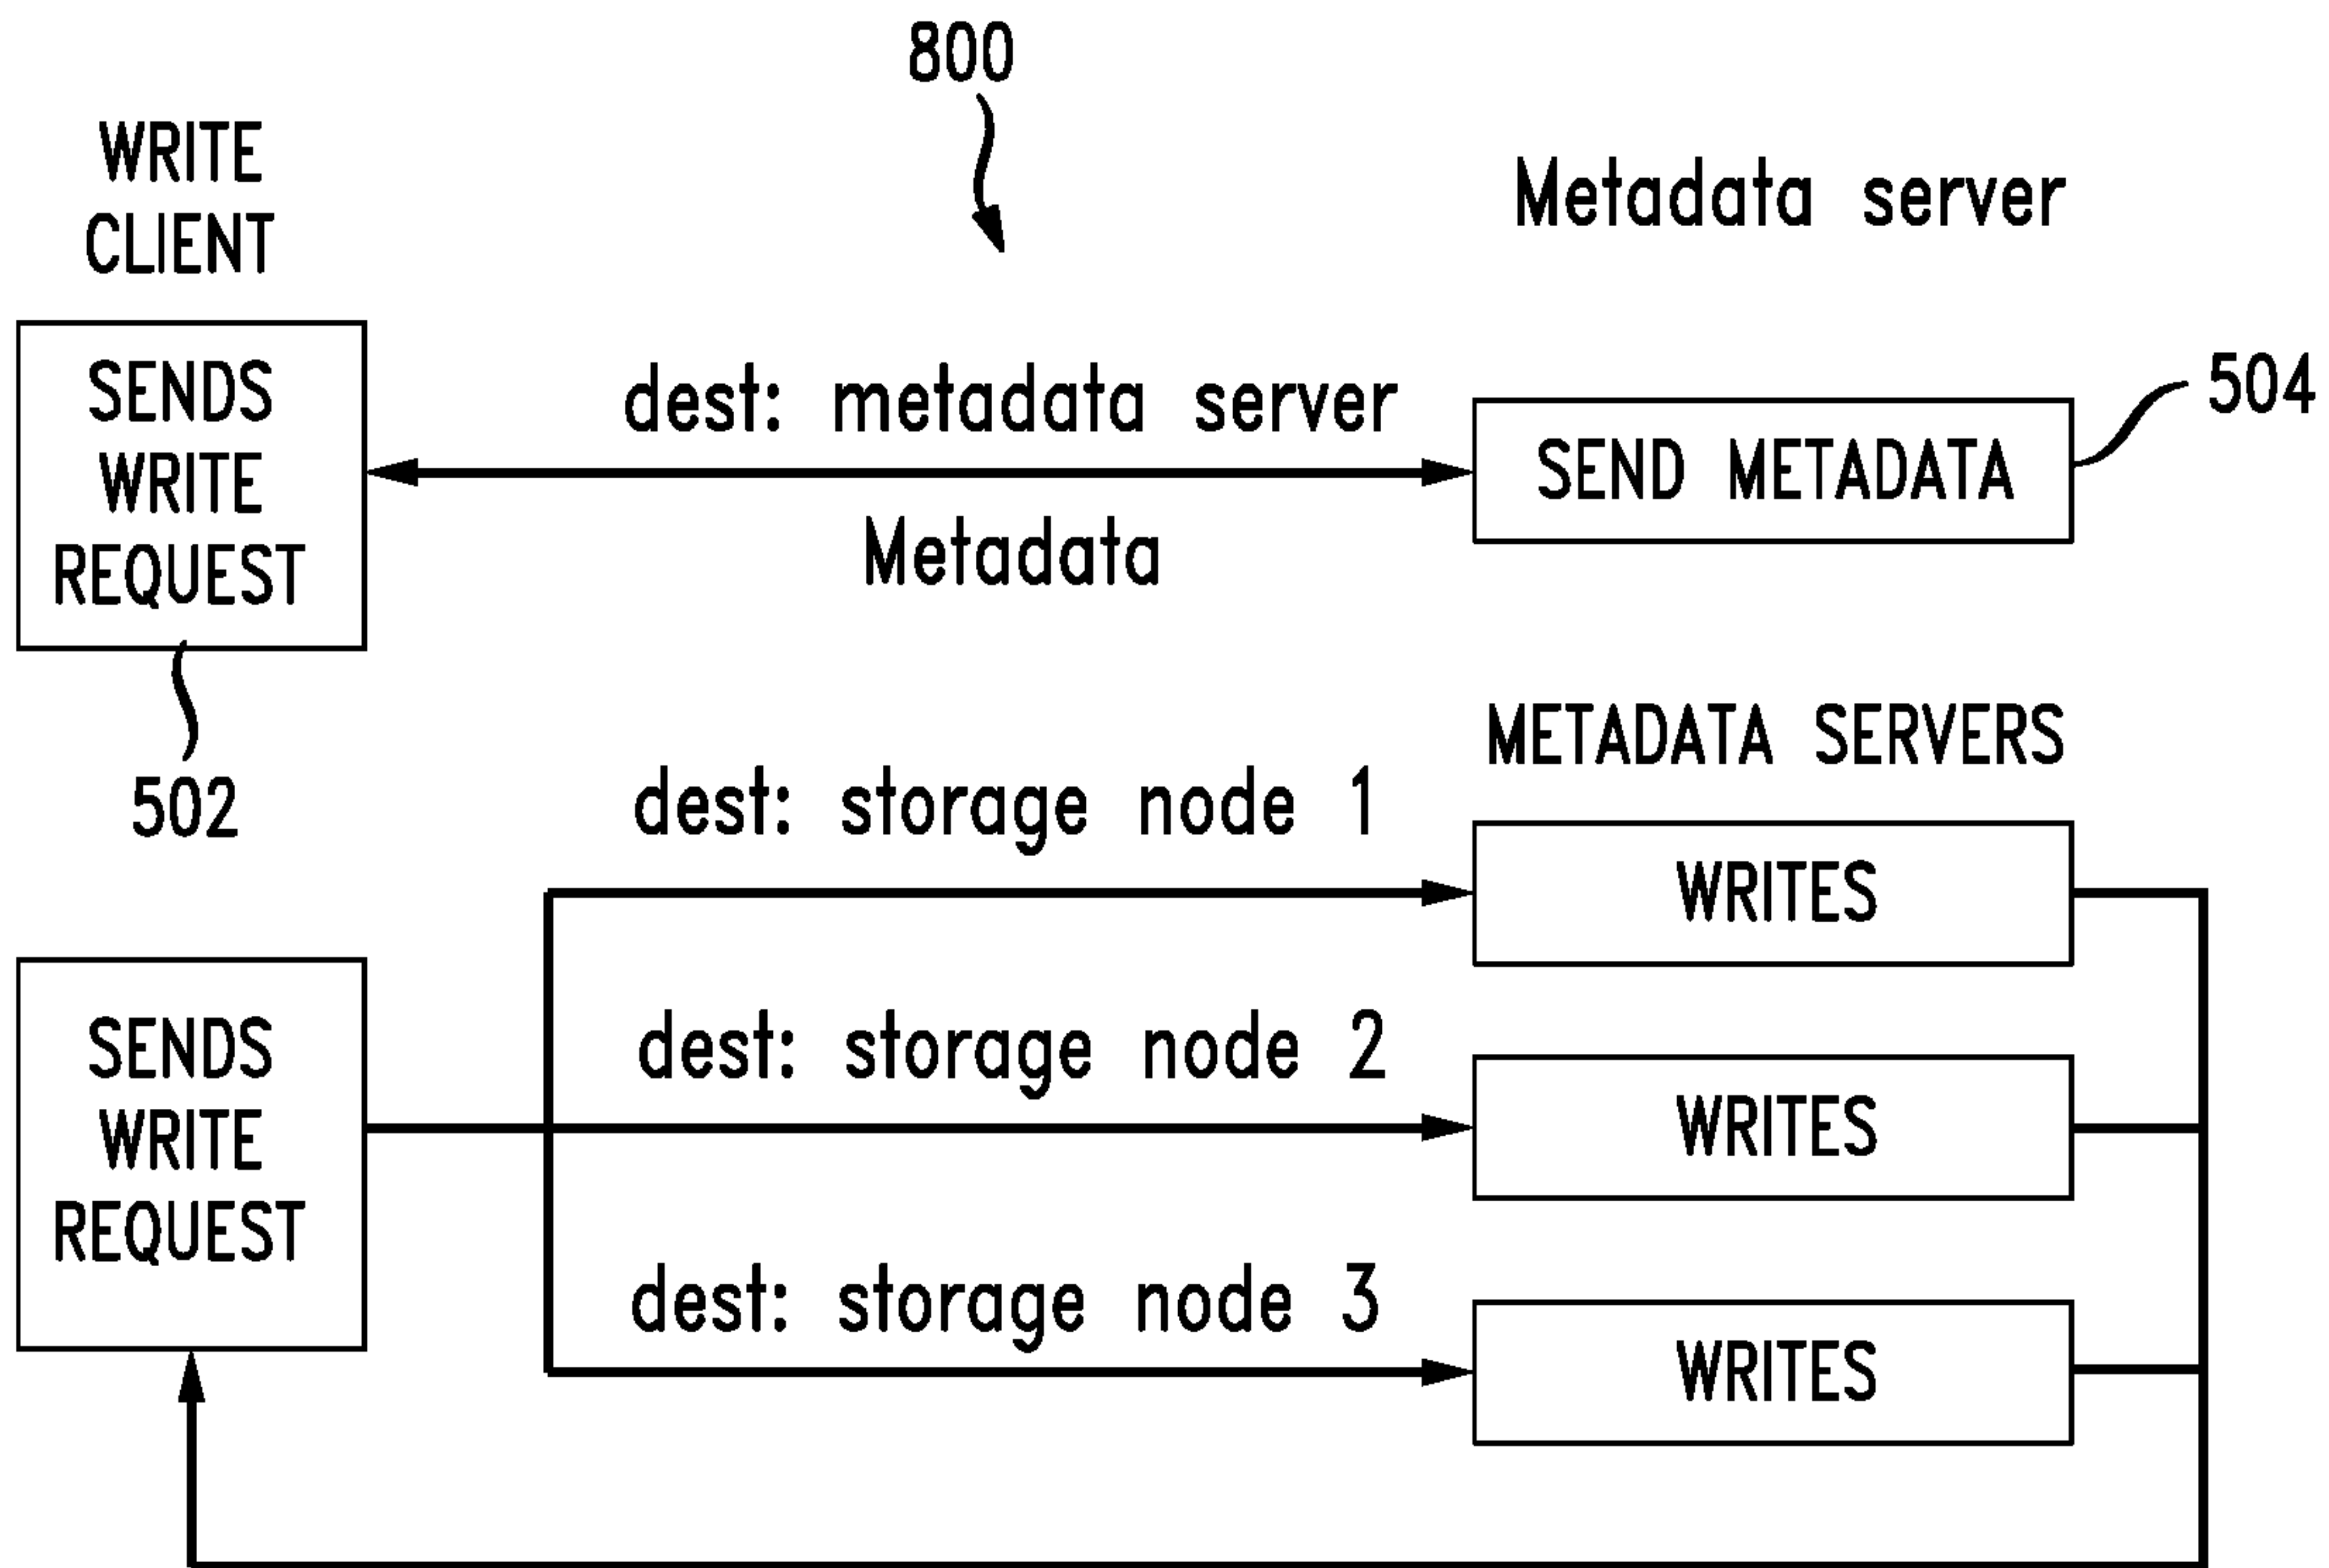 800
WRITE
CLIENT
Metadata server
SENDS
WRITE
REQUEST
dest: metadata server
Metadata
SEND METADATA
504
502
METADATA SERVERS
dest: storage node 1
WRITES
SENDS
WRITE
REQUEST
dest: storage node 2
WRITES
dest: storage node 3
WRITES